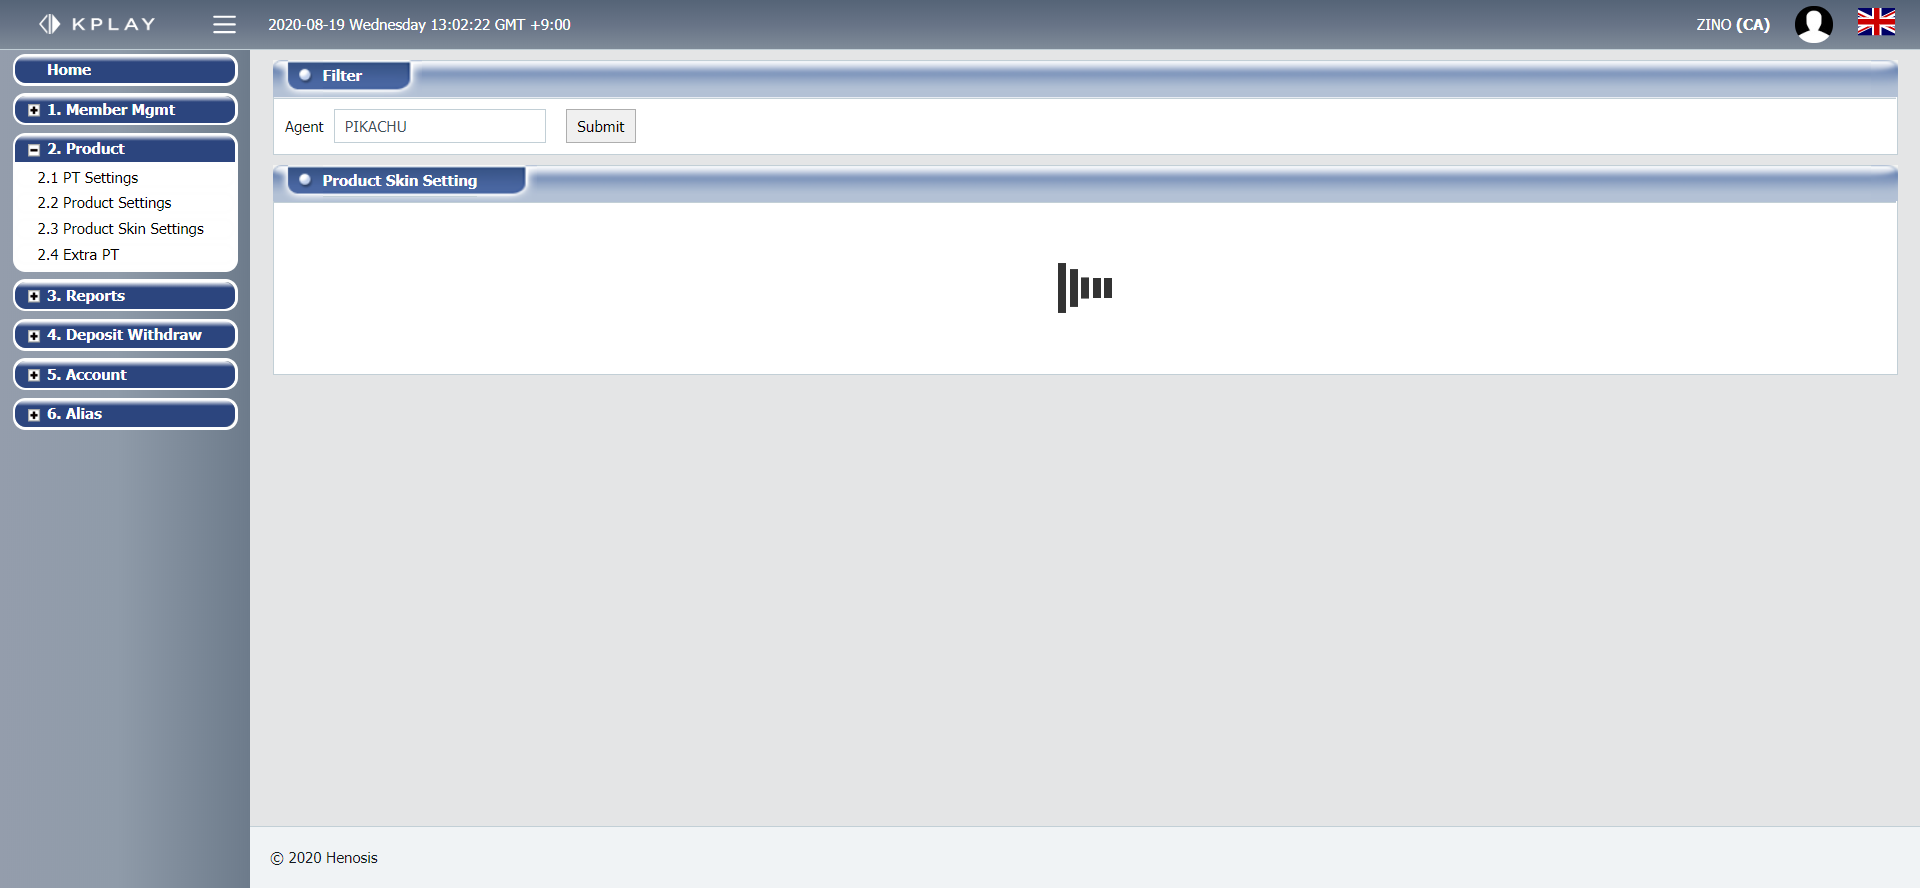 KPLAY
2020-08-19 Wednesday 13:02:22 GMT +9:00
ZINO (CA)
Home
1. Member Mgmt
2. Product
2.1 PT Settings
2.2 Product Settings
2.3 Product Skin Settings
2.4 Extra PT
3. Reports
4. Deposit Withdraw
5. Account
6. Alias
Filter
Agent PIKACHU Submit
Product Skin Setting
© 2020 Henosis